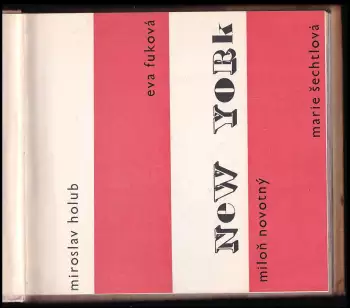 miroslav holub
eva fuková
NeW YORk
miloň novotný
marie šechtlová